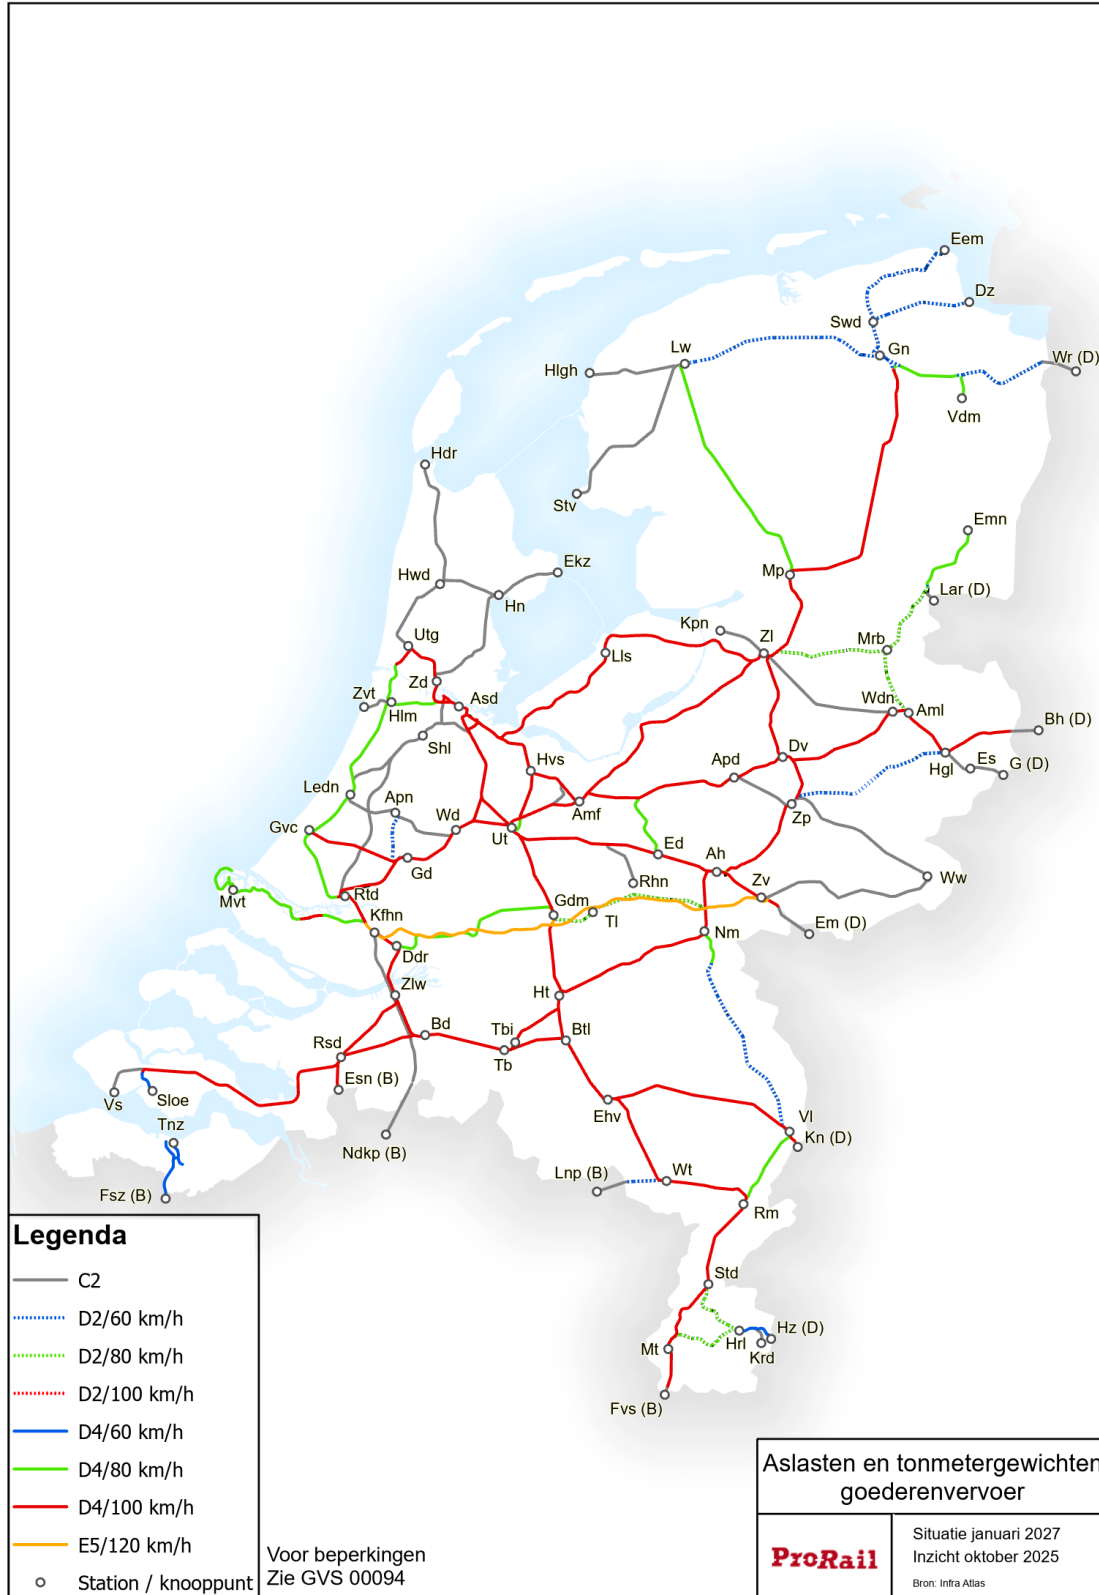 Eem
Dz
Swd
Gn
Wr (D)
Lw
Hlgh
Vdm
Hdr
Stv
Emn
Ekz
Mp
Hwd
Lar (D)
Hn
Kpn
Utg
Zl
Mrb
Lls
Zd
Zvt
Asd
Wdn
Aml
Hlm
Bh (D)
Shl
Dv
Es
G (D)
Hvs
Apd
Hgl
Ledn
Apn
Amf
Zp
Gvc
Wd
Ut
Ed
Gd
Ah
Ww
Rhn
Zv
Mvt
Rtd
Gdm
Kfhn
Tl
Em (D)
Nm
Ddr
Zlw
Ht
Bd
Tbi
Btl
Rsd
Tb
Esn (B)
Vs
Sloe
Ehv
Tnz
Vl
Kn (D)
Ndkp (B)
Lnp (B)
Wt
Fsz (B)
Rm
Std
Hz (D)
Hrl
Krd
Mt
Fvs (B)
Legenda
C2
D2/60 km/h
D2/80 km/h
D2/100 km/h
D4/60 km/h
D4/80 km/h
D4/100 km/h
E5/120 km/h
Station / knooppunt
Voor beperkingen
Zie GVS 00094
Aslasten en tonmetergewichten
goederenvervoer
ProRail
Situatie januari 2027
Inzicht oktober 2025
Bron: Infra Atlas